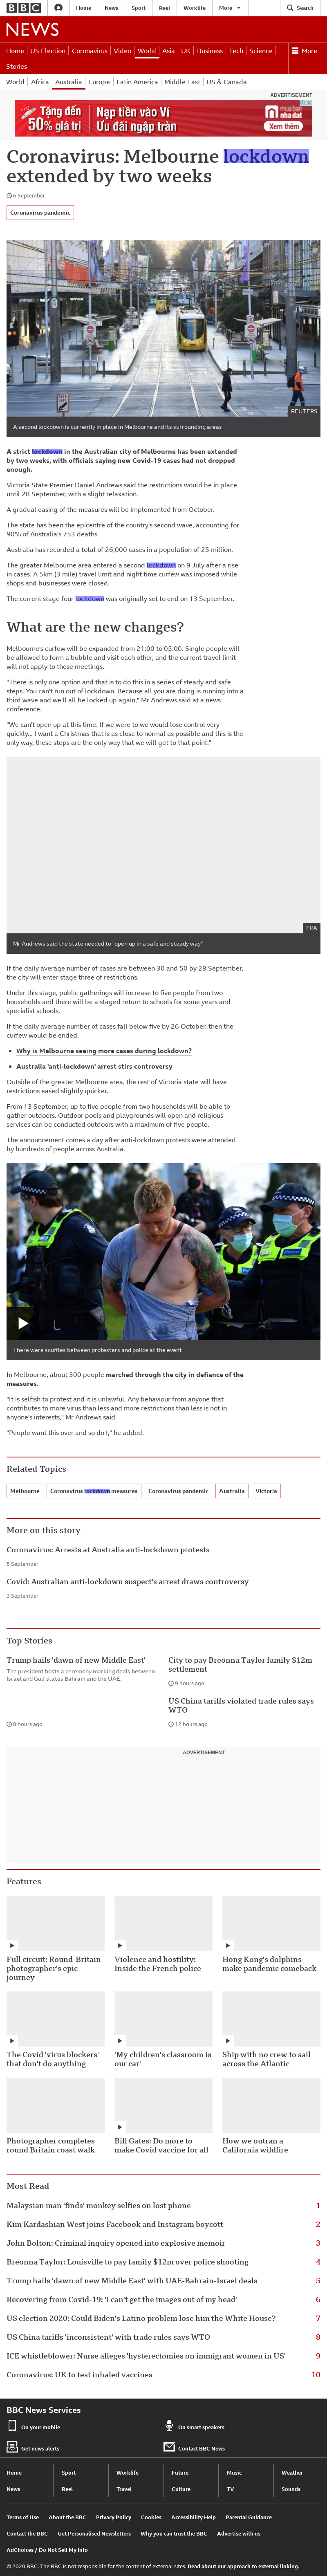 BBC Home News Sport Reel Worklife More Search
NEWS
Home US Election Coronavirus Video World Asia UK Business Tech Science More
Stories
World Africa Australia Europe Latin America Middle East US & Canada
ADVERTISEMENT
Tặng đến
50% giá trị
Nạp tiền vào Ví
Ưu đãi ngập tràn
muaban
nhà đất
Xem thêm
Coronavirus: Melbourne lockdown
extended by two weeks
6 September
Coronavirus pandemic
REUTERS
A second lockdown is currently in place in Melbourne and its surrounding areas
A strict lockdown in the Australian city of Melbourne has been extended
by two weeks, with officials saying new Covid-19 cases had not dropped
enough.
Victoria State Premier Daniel Andrews said the restrictions would be in place
until 28 September, with a slight relaxation.
A gradual easing of the measures will be implemented from October.
The state has been the epicentre of the country's second wave, accounting for
90% of Australia's 753 deaths.
Australia has recorded a total of 26,000 cases in a population of 25 million.
The greater Melbourne area entered a second lockdown on 9 July after a rise
in cases. A 5km (3 mile) travel limit and night time curfew was imposed while
shops and businesses were closed.
The current stage four lockdown was originally set to end on 13 September.
What are the new changes?
Melbourne's curfew will be expanded from 21:00 to 05:00. Single people will
be allowed to form a bubble and visit each other, and the current travel limit
will not apply to these meetings.
"There is only one option and that is to do this in a series of steady and safe
steps. You can't run out of lockdown. Because all you are doing is running into a
third wave and we'll all be locked up again," Mr Andrews said at a news
conference.
"We can't open up at this time. If we were to we would lose control very
quickly... I want a Christmas that is as close to normal as possible and this is the
only way, these steps are the only way that we will get to that point."
EPA
Mr Andrews said the state needed to "open up in a safe and steady way"
If the daily average number of cases are between 30 and 50 by 28 September,
the city will enter stage three of restrictions.
Under this stage, public gatherings will increase to five people from two
households and there will be a staged return to schools for some years and
specialist schools.
If the daily average number of cases fall below five by 26 October, then the
curfew would be ended.
Why is Melbourne seeing more cases during lockdown?
Australia 'anti-lockdown' arrest stirs controversy
Outside of the greater Melbourne area, the rest of Victoria state will have
restrictions eased slightly quicker.
From 13 September, up to five people from two households will be able to
gather outdoors. Outdoor pools and playgrounds will open and religious
services can be conducted outdoors with a maximum of five people.
The announcement comes a day after anti-lockdown protests were attended
by hundreds of people across Australia.
There were scuffles between protesters and police at the event
In Melbourne, about 300 people marched through the city in defiance of the
measures.
"It is selfish to protest and it is unlawful. Any behaviour from anyone that
contributes to more virus than less and more restrictions than less is not in
anyone's interests," Mr Andrews said.
"People want this over and so do I," he added.
Related Topics
Melbourne Coronavirus lockdown measures Coronavirus pandemic Australia Victoria
More on this story
Coronavirus: Arrests at Australia anti-lockdown protests
5 September
Covid: Australian anti-lockdown suspect's arrest draws controversy
3 September
Top Stories
Trump hails 'dawn of new Middle East'
The president hosts a ceremony marking deals between
Israel and Gulf states Bahrain and the UAE.
8 hours ago
City to pay Breonna Taylor family $12m
settlement
9 hours ago
US China tariffs violated trade rules says
WTO
12 hours ago
ADVERTISEMENT
Features
Full circuit: Round-Britain
photographer's epic
journey
Violence and hostility:
Inside the French police
Hong Kong's dolphins
make pandemic comeback
The Covid 'virus blockers'
that don't do anything
'My children's classroom is
our car'
Ship with no crew to sail
across the Atlantic
Photographer completes
round Britain coast walk
Bill Gates: Do more to
make Covid vaccine for all
How we outran a
California wildfire
Most Read
Malaysian man 'finds' monkey selfies on lost phone 1
Kim Kardashian West joins Facebook and Instagram boycott 2
John Bolton: Criminal inquiry opened into explosive memoir 3
Breonna Taylor: Louisville to pay family $12m over police shooting 4
Trump hails 'dawn of new Middle East' with UAE-Bahrain-Israel deals 5
Recovering from Covid-19: 'I can't get the images out of my head' 6
US election 2020: Could Biden's Latino problem lose him the White House? 7
US China tariffs 'inconsistent' with trade rules says WTO 8
ICE whistleblower: Nurse alleges 'hysterectomies on immigrant women in US' 9
Coronavirus: UK to test inhaled vaccines 10
BBC News Services
On your mobile On smart speakers
Get news alerts Contact BBC News
Home Sport Worklife Future Music Weather
News Reel Travel Culture TV Sounds
Terms of Use About the BBC Privacy Policy Cookies Accessibility Help Parental Guidance
Contact the BBC Get Personalised Newsletters Why you can trust the BBC Advertise with us
AdChoices / Do Not Sell My Info
© 2020 BBC. The BBC is not responsible for the content of external sites. Read about our approach to external linking.